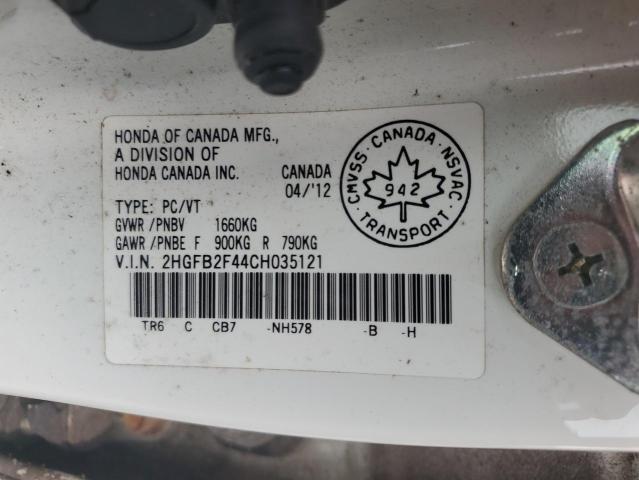 HONDA OF CANADA MFG.,
A DIVISION OF
HONDA CANADA INC. CANADA
04/'12
TYPE: PC/VT
GVWR/PNBV 1660KG
GAWR/PNBE F 900KG R 790KG
V.I.N. 2HGFB2F44CH035121
TR6 C CB7 -NH578 -B -H
CMVSS · CANADA · NSVAC
942
· TRANSPORT ·